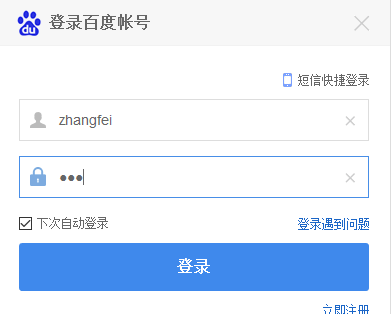 du 登录百度帐号
短信快捷登录
zhangfei
•••
下次自动登录 登录遇到问题
登录
立即注册